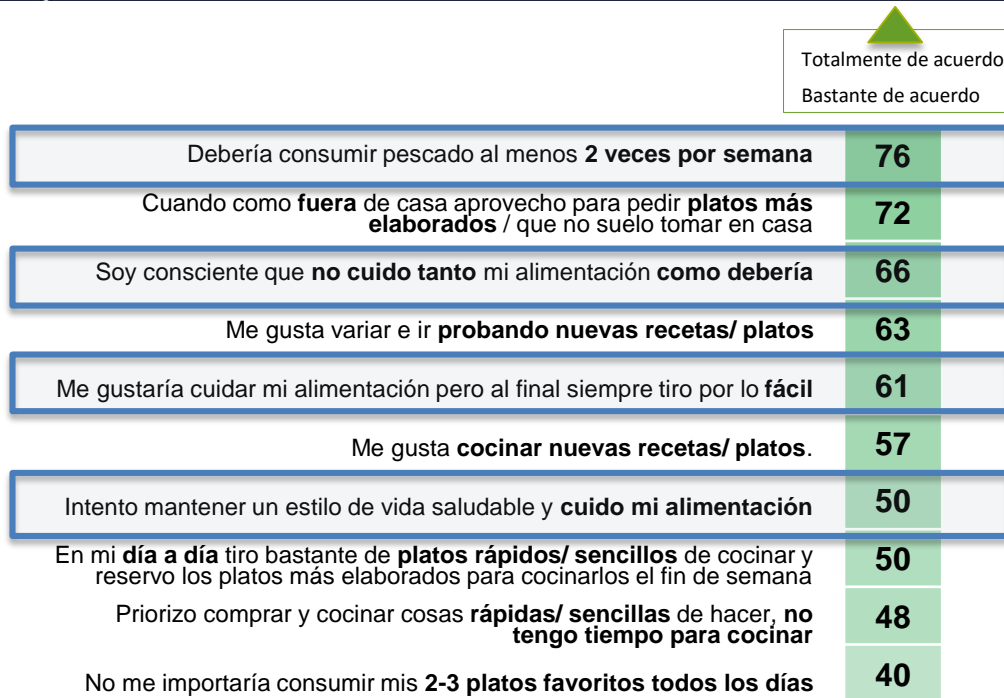 Totalmente de acuerdo
Bastante de acuerdo
Debería consumir pescado al menos 2 veces por semana 76
Cuando como fuera de casa aprovecho para pedir platos más
elaborados / que no suelo tomar en casa 72
Soy consciente que no cuido tanto mi alimentación como debería 66
Me gusta variar e ir probando nuevas recetas/ platos 63
Me gustaría cuidar mi alimentación pero al final siempre tiro por lo fácil 61
Me gusta cocinar nuevas recetas/ platos. 57
Intento mantener un estilo de vida saludable y cuido mi alimentación 50
En mi día a día tiro bastante de platos rápidos/ sencillos de cocinar y
reservo los platos más elaborados para cocinarlos el fin de semana 50
Priorizo comprar y cocinar cosas rápidas/ sencillas de hacer, no
tengo tiempo para cocinar 48
No me importaría consumir mis 2-3 platos favoritos todos los días 40